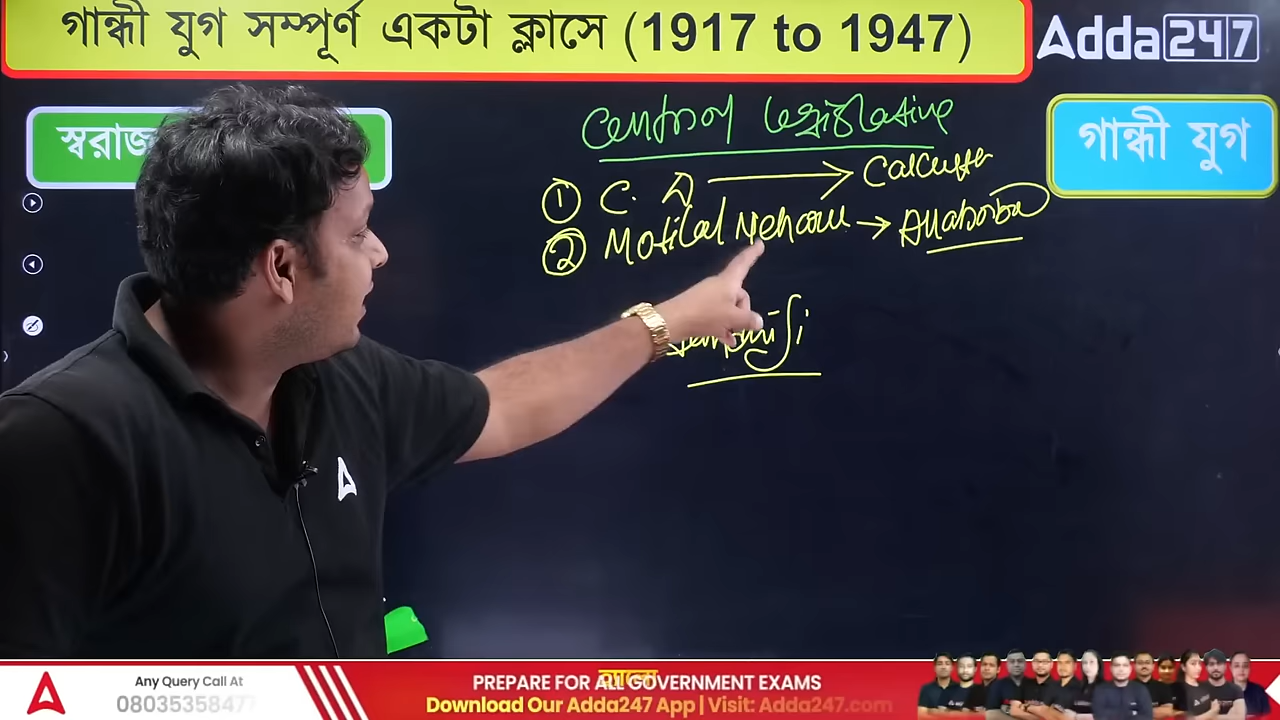 গান্ধী যুগ সম্পূর্ণ একটা ক্লাসে (1917 to 1947)
Adda247
স্বরাজ
গান্ধী যুগ
Central Legislative
① C. D → Calcutta
② Motilal Nehru →
Any Query Call At
PREPARE FOR ALL GOVERNMENT EXAMS
0803535847
Download Our Adda247 App | Visit: Adda247.com